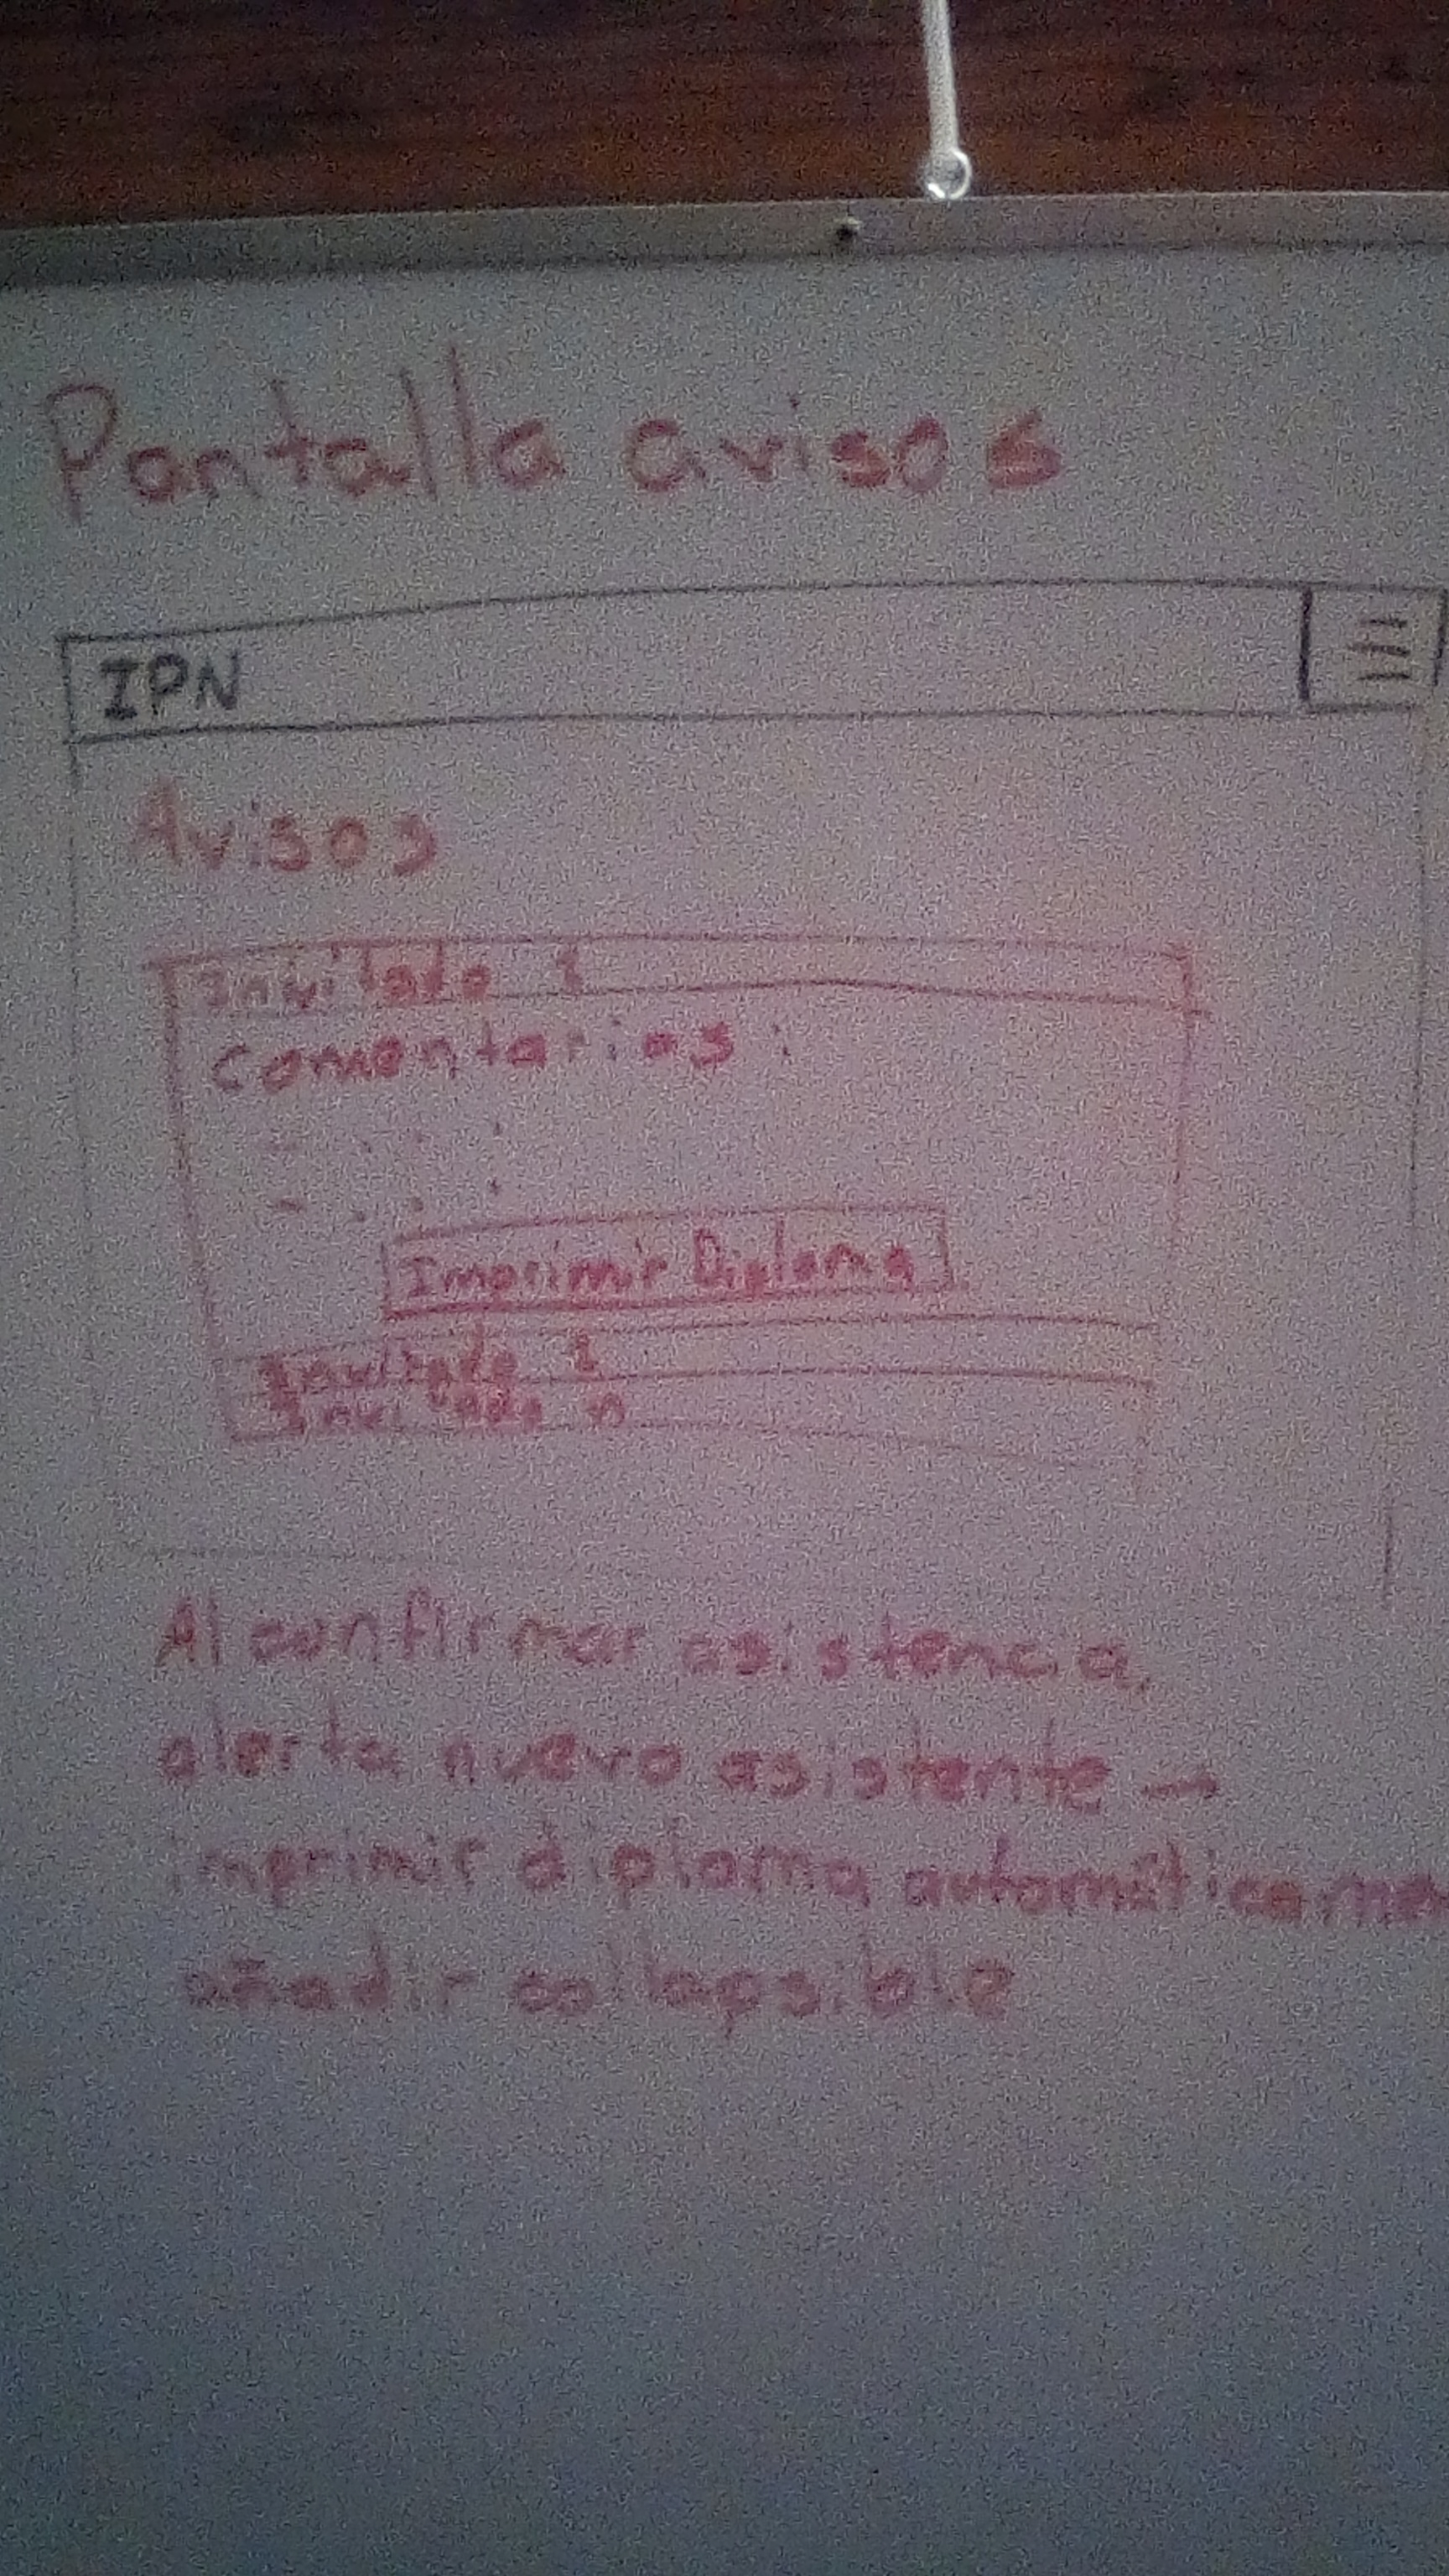 Pantalla avisos
IPN
Avisos
Invitado 1
Comentarios:
Imprimir Diploma
Invitado 2
Invitado n
Al confirmar asistencia,
alerta nuevo asistente →
imprimir diploma automáticame
añadir collapsible